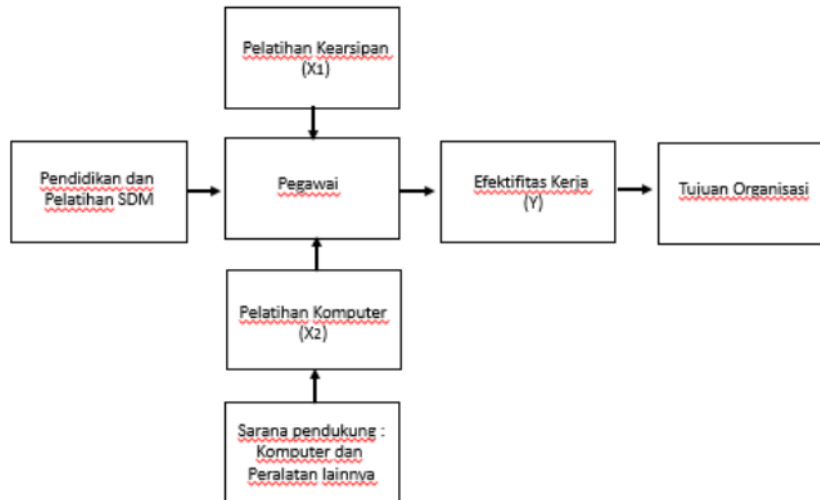 Pelatihan Kearsipan
(X1)
Pendidikan dan
Pelatihan SDM
Pegawai
Efektifitas Kerja
(Y)
Tujuan Organisasi
Pelatihan Komputer
(X2)
Sarana pendukung :
Komputer dan
Peralatan lainnya